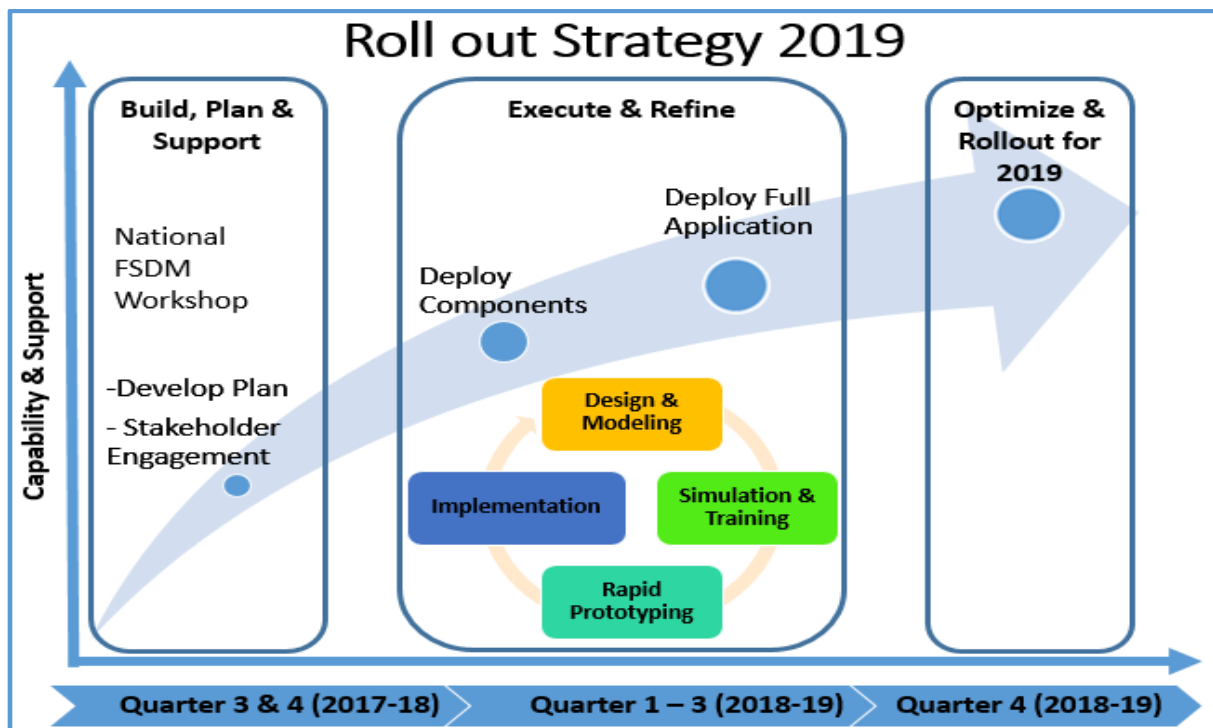 Roll out Strategy 2019
Build, Plan &
Support
National
FSDM
Workshop
-Develop Plan
- Stakeholder
Engagement
Execute & Refine
Deploy
Components
Deploy Full
Application
Design &
Modeling
Simulation &
Training
Rapid
Prototyping
Implementation
Optimize &
Rollout for
2019
Capability & Support
Quarter 3 & 4 (2017-18)
Quarter 1 – 3 (2018-19)
Quarter 4 (2018-19)